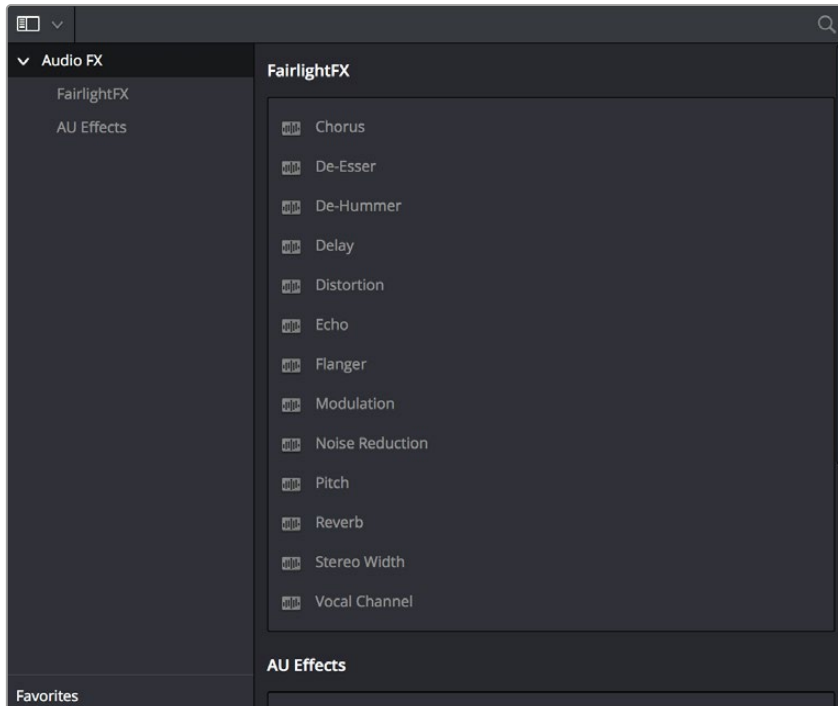 Audio FX
FairlightFX
AU Effects
Favorites
FairlightFX
Chorus
De-Esser
De-Hummer
Delay
Distortion
Echo
Flanger
Modulation
Noise Reduction
Pitch
Reverb
Stereo Width
Vocal Channel
AU Effects